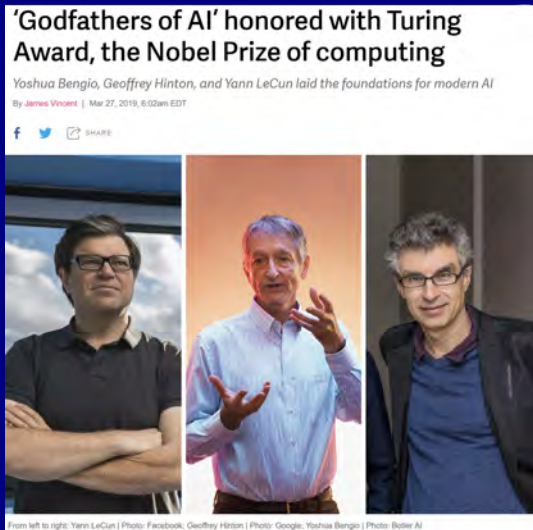 ‘Godfathers of AI’ honored with Turing
Award, the Nobel Prize of computing
Yoshua Bengio, Geoffrey Hinton, and Yann LeCun laid the foundations for modern AI
By James Vincent | Mar 27, 2019, 6:02am EDT
SHARE
From left to right: Yann LeCun | Photo: Facebook; Geoffrey Hinton | Photo: Google; Yoshua Bengio | Photo: Botler AI